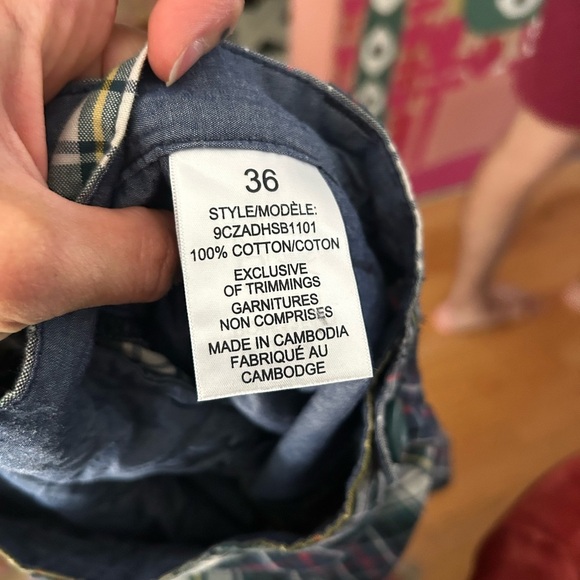 36
STYLE/MODÈLE:
9CZADHSB1101
100% COTTON/COTON
EXCLUSIVE
OF TRIMMINGS
GARNITURES
NON COMPRISES
MADE IN CAMBODIA
FABRIQUÉ AU
CAMBODGE